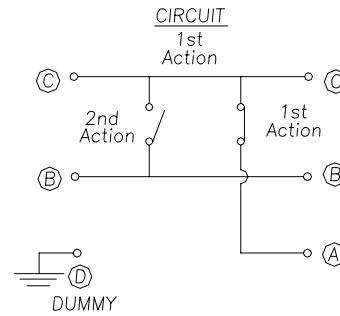 CIRCUIT
1st
Action
C
C
2nd
Action
1st
Action
B
B
A
D
DUMMY